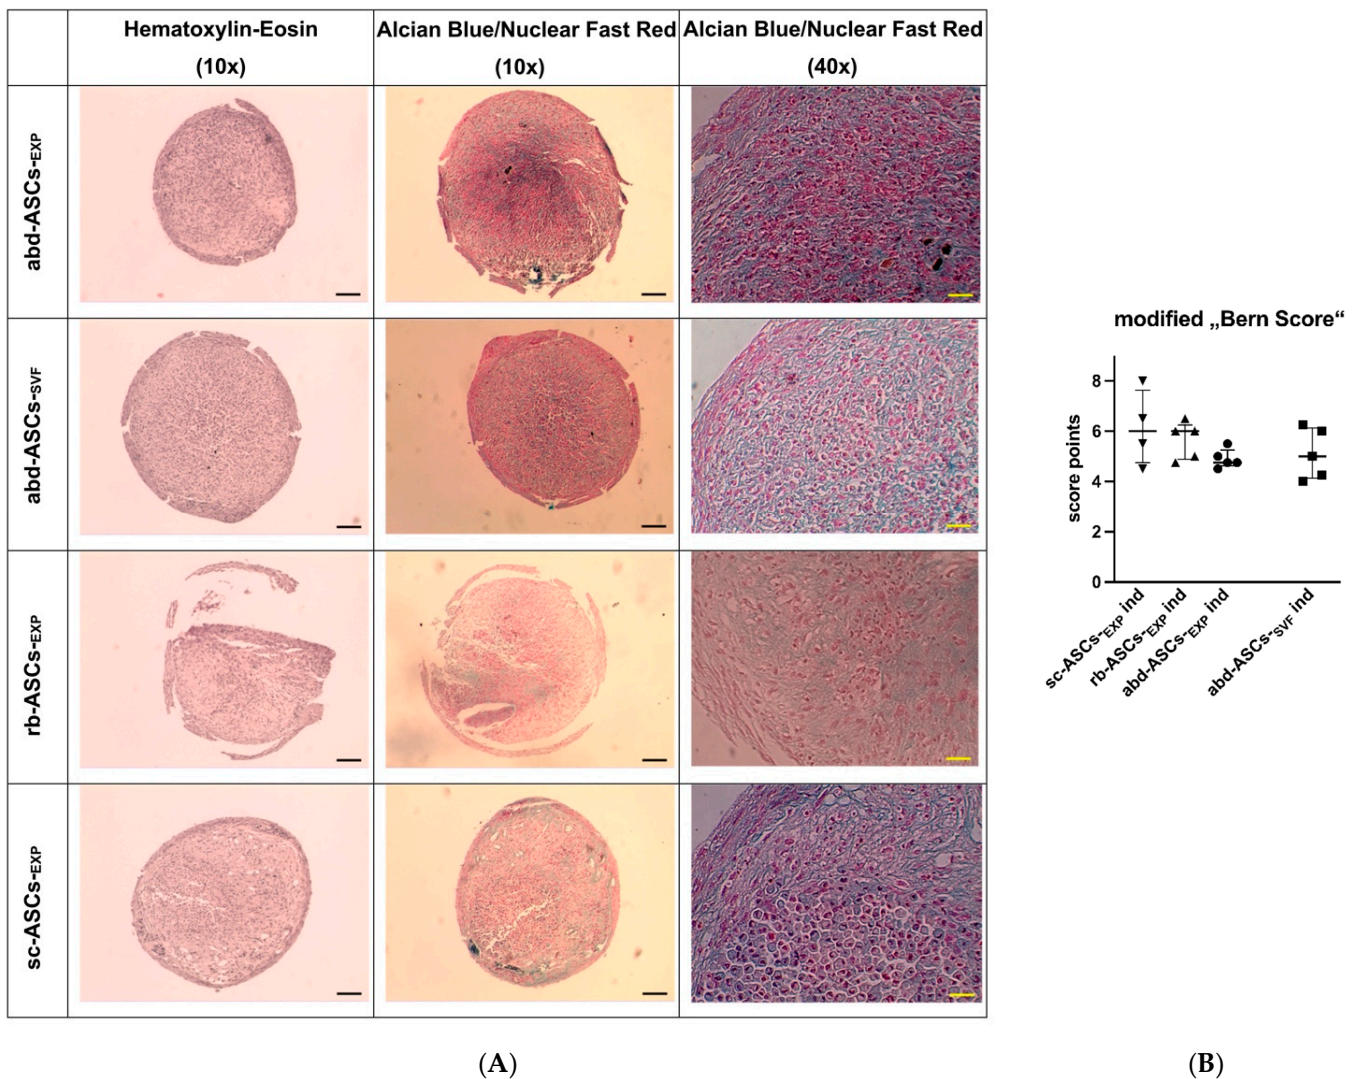 Hematoxylin-Eosin
(10x)
Alcian Blue/Nuclear Fast Red
(10x)
Alcian Blue/Nuclear Fast Red
(40x)
abd-ASCs-EXP
abd-ASCs-SVF
rb-ASCs-EXP
sc-ASCs-EXP
(A)
modified „Bern Score“
score points
8
6
4
2
0
sc-ASCs-EXP ind
rb-ASCs-EXP ind
abd-ASCs-EXP ind
abd-ASCs-SVF ind
(B)